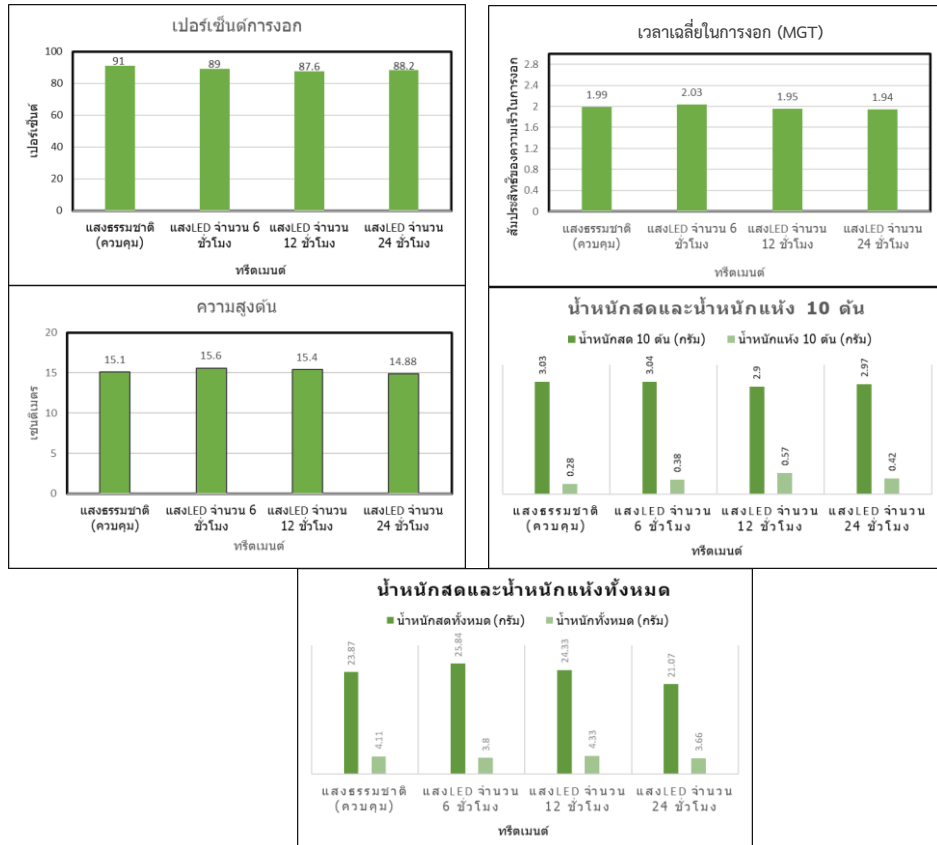 เปอร์เซ็นต์การงอก
เปอร์เซ็นต์
100
80
60
40
20
0
91
89
87.6
88.2
แสงธรรมชาติ แสงLED จำนวน 6 แสงLED จำนวน แสงLED จำนวน
(ควบคุม) ชั่วโมง 12 ชั่วโมง 24 ชั่วโมง
ทรีตเมนต์
เวลาเฉลี่ยในการงอก (MGT)
สัมประสิทธิ์ของความเร็วในการงอก
2.8
2.4
2
1.6
1.2
0.8
0.4
0
1.99
2.03
1.95
1.94
แสงธรรมชาติ แสงLED จำนวน 6 แสงLED จำนวน แสงLED จำนวน
(ควบคุม) ชั่วโมง 12 ชั่วโมง 24 ชั่วโมง
ทรีตเมนต์
ความสูงต้น
เซนติเมตร
20
15
10
5
0
15.1
15.6
15.4
14.88
แสงธรรมชาติ แสงLED จำนวน 6 แสงLED จำนวน แสงLED จำนวน
(ควบคุม) ชั่วโมง 12 ชั่วโมง 24 ชั่วโมง
ทรีตเมนต์
น้ำหนักสดและน้ำหนักแห้ง 10 ต้น
น้ำหนักสด 10 ต้น (กรัม) น้ำหนักแห้ง 10 ต้น (กรัม)
3.03
0.28
3.04
0.38
2.9
0.57
2.97
0.42
แสงธรรมชาติ แสงLED จำนวน แสงLED จำนวน แสงLED จำนวน
(ควบคุม) 6 ชั่วโมง 12 ชั่วโมง 24 ชั่วโมง
ทรีตเมนต์
น้ำหนักสดและน้ำหนักแห้งทั้งหมด
น้ำหนักสดทั้งหมด (กรัม) น้ำหนักทั้งหมด (กรัม)
23.87
4.11
25.84
3.8
24.33
4.33
21.07
3.66
แสงธรรมชาติ แสงLED จำนวน แสงLED จำนวน แสงLED จำนวน
(ควบคุม) 6 ชั่วโมง 12 ชั่วโมง 24 ชั่วโมง
ทรีตเมนต์